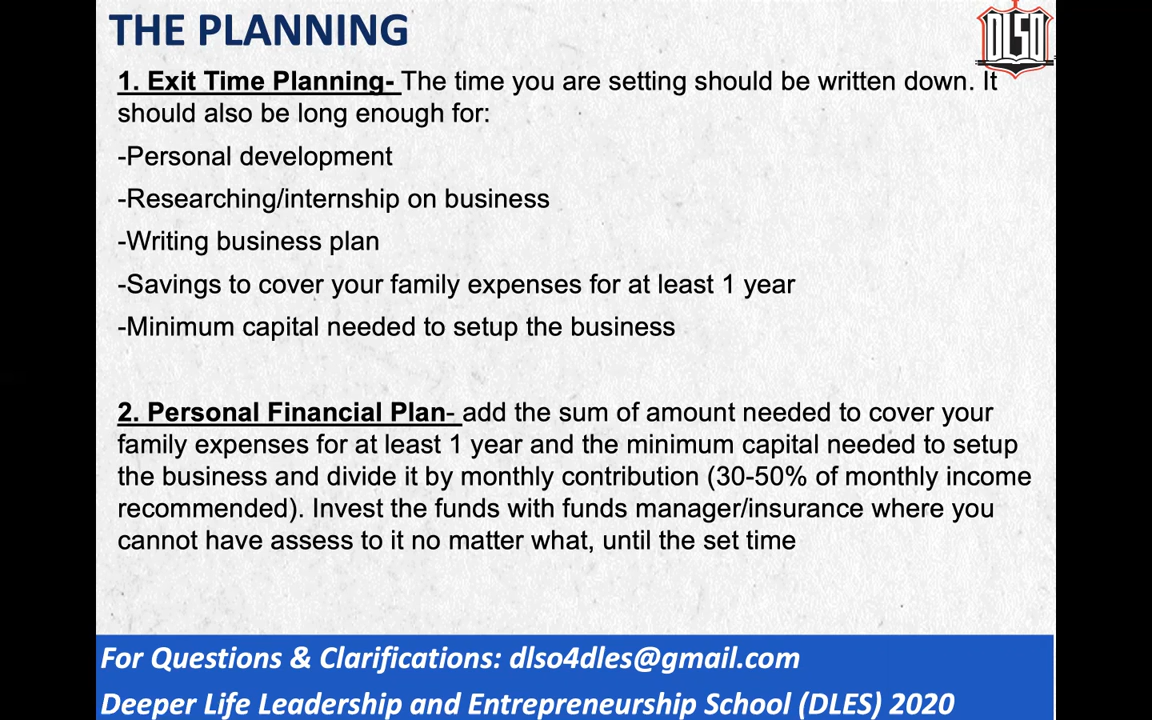 THE PLANNING
DLSO
1. Exit Time Planning- The time you are setting should be written down. It
should also be long enough for:
-Personal development
-Researching/internship on business
-Writing business plan
-Savings to cover your family expenses for at least 1 year
-Minimum capital needed to setup the business
2. Personal Financial Plan- add the sum of amount needed to cover your
family expenses for at least 1 year and the minimum capital needed to setup
the business and divide it by monthly contribution (30-50% of monthly income
recommended). Invest the funds with funds manager/insurance where you
cannot have assess to it no matter what, until the set time
For Questions & Clarifications: dlso4dles@gmail.com
Deeper Life Leadership and Entrepreneurship School (DLES) 2020